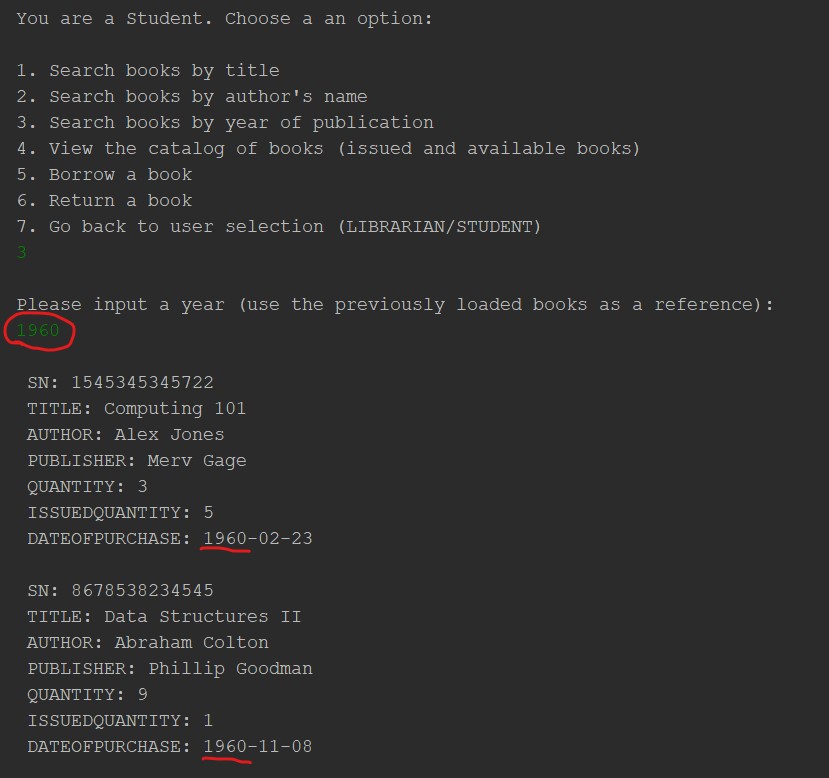 You are a Student. Choose a an option:
1. Search books by title
2. Search books by author's name
3. Search books by year of publication
4. View the catalog of books (issued and available books)
5. Borrow a book
6. Return a book
7. Go back to user selection (LIBRARIAN/STUDENT)
3
Please input a year (use the previously loaded books as a reference):
1960
SN: 1545345345722
TITLE: Computing 101
AUTHOR: Alex Jones
PUBLISHER: Merv Gage
QUANTITY: 3
ISSUEDQUANTITY: 5
DATEOFPURCHASE: 1960-02-23
SN: 8678538234545
TITLE: Data Structures II
AUTHOR: Abraham Colton
PUBLISHER: Phillip Goodman
QUANTITY: 9
ISSUEDQUANTITY: 1
DATEOFPURCHASE: 1960-11-08